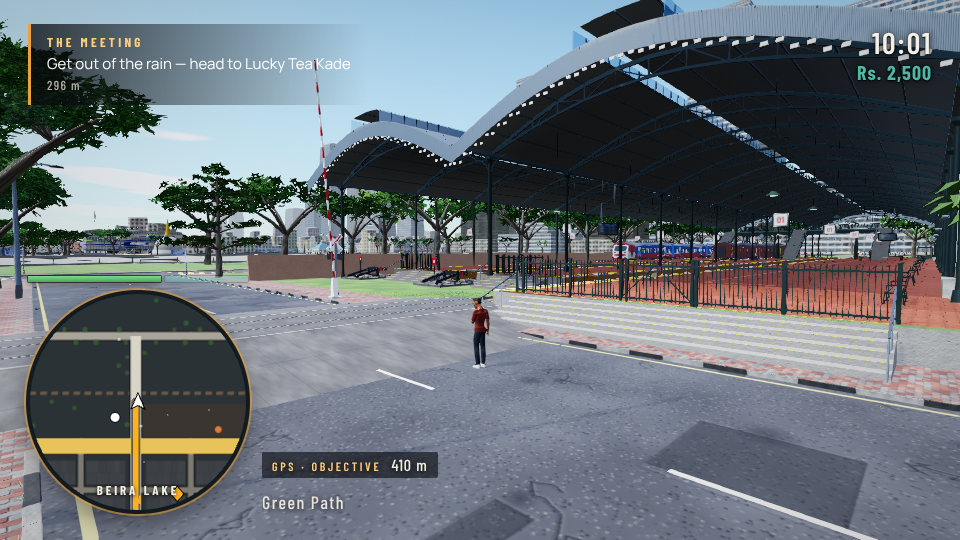 THE MEETING
Get out of the rain — head to Lucky Tea Kade
296 m
10:01
Rs. 2,500
01
BEIRA LAKE
GPS · OBJECTIVE 410 m
Green Path